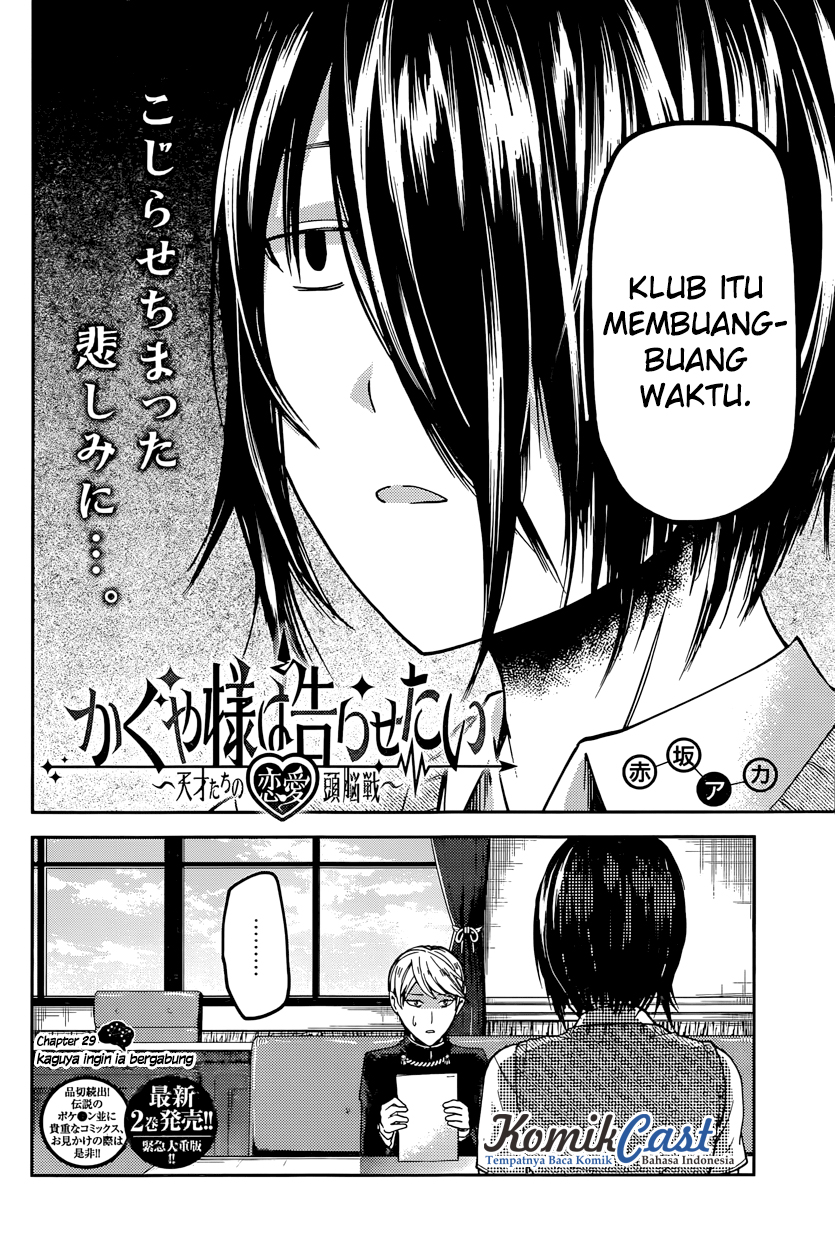 KLUB ITU
MEMBUANG-
BUANG
WAKTU.
こじらせちまった
悲しみに…。
かぐや様は告らせたい
〜天才たちの恋愛頭脳戦〜
赤坂アカ
………
Chapter 29
kaguya ingin ia bergabung
品切続出!
伝説の
ポケ●ン並に
貴重なコミックス、
お見かけの際は
是非!!
最新
2巻発売!!
緊急大重版
!!
KomikCast
Tempatnya Baca Komik Bahasa Indonesia